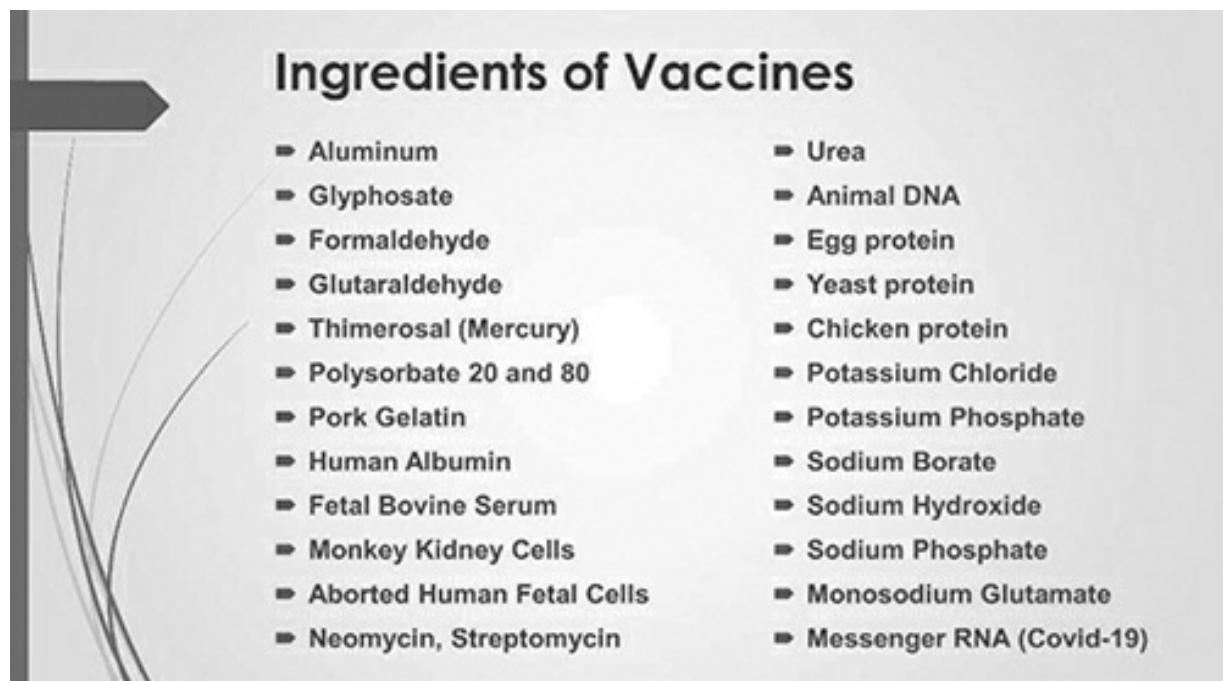 Ingredients of Vaccines
Aluminum
Glyphosate
Formaldehyde
Glutaraldehyde
Thimerosal (Mercury)
Polysorbate 20 and 80
Pork Gelatin
Human Albumin
Fetal Bovine Serum
Monkey Kidney Cells
Aborted Human Fetal Cells
Neomycin, Streptomycin
Urea
Animal DNA
Egg protein
Yeast protein
Chicken protein
Potassium Chloride
Potassium Phosphate
Sodium Borate
Sodium Hydroxide
Sodium Phosphate
Monosodium Glutamate
Messenger RNA (Covid-19)